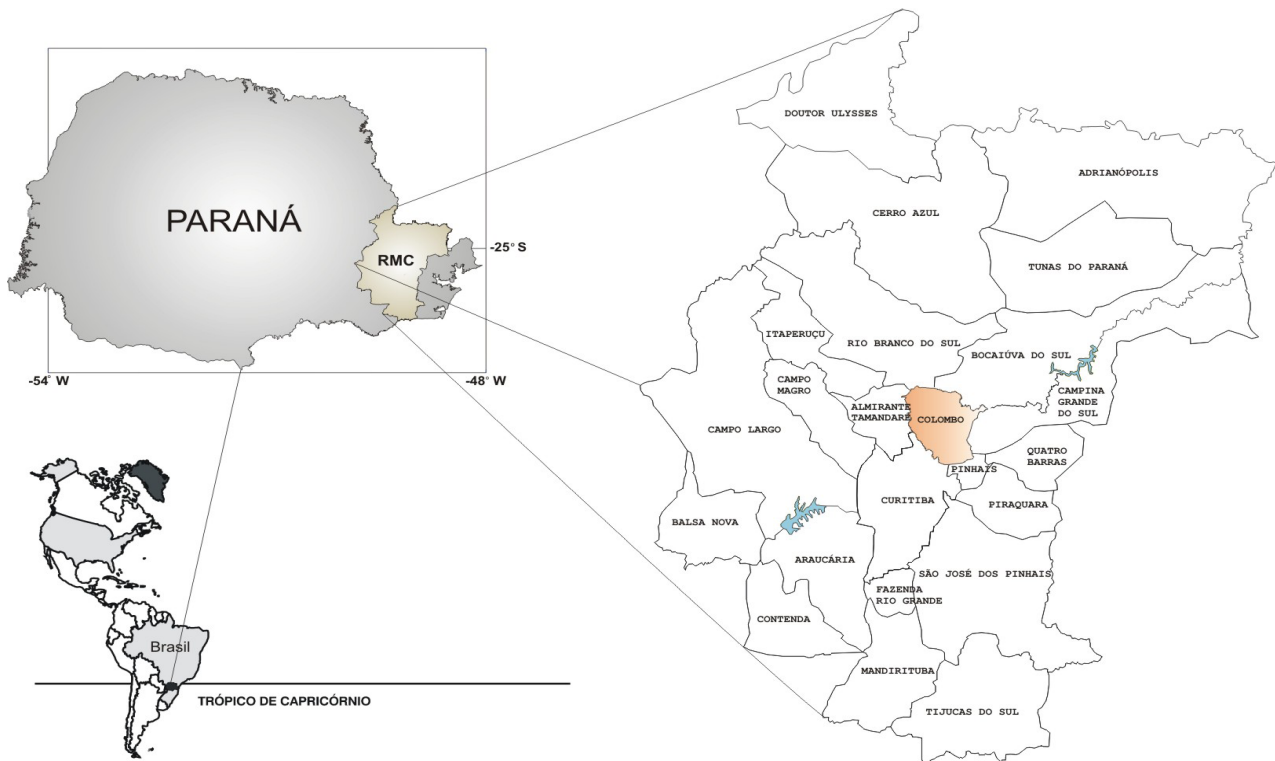 PARANÁ
RMC
-25° S
-54° W
-48° W
Brasil
TRÓPICO DE CAPRICÓRNIO
DOUTOR ULYSSES
ADRIANÓPOLIS
CERRO AZUL
TUNAS DO PARANÁ
ITAPERUÇU
RIO BRANCO DO SUL
BOCAIÚVA DO SUL
CAMPO
MAGRO
CAMPINA
GRANDE
DO SUL
ALMIRANTE
TAMANDARÉ
COLOMBO
CAMPO LARGO
QUATRO
BARRAS
PINHAIS
CURITIBA
PIRAQUARA
BALSA NOVA
ARAUCÁRIA
SÃO JOSÉ DOS PINHAIS
FAZENDA
RIO GRANDE
CONTENDA
MANDIRITUBA
TIJUCAS DO SUL